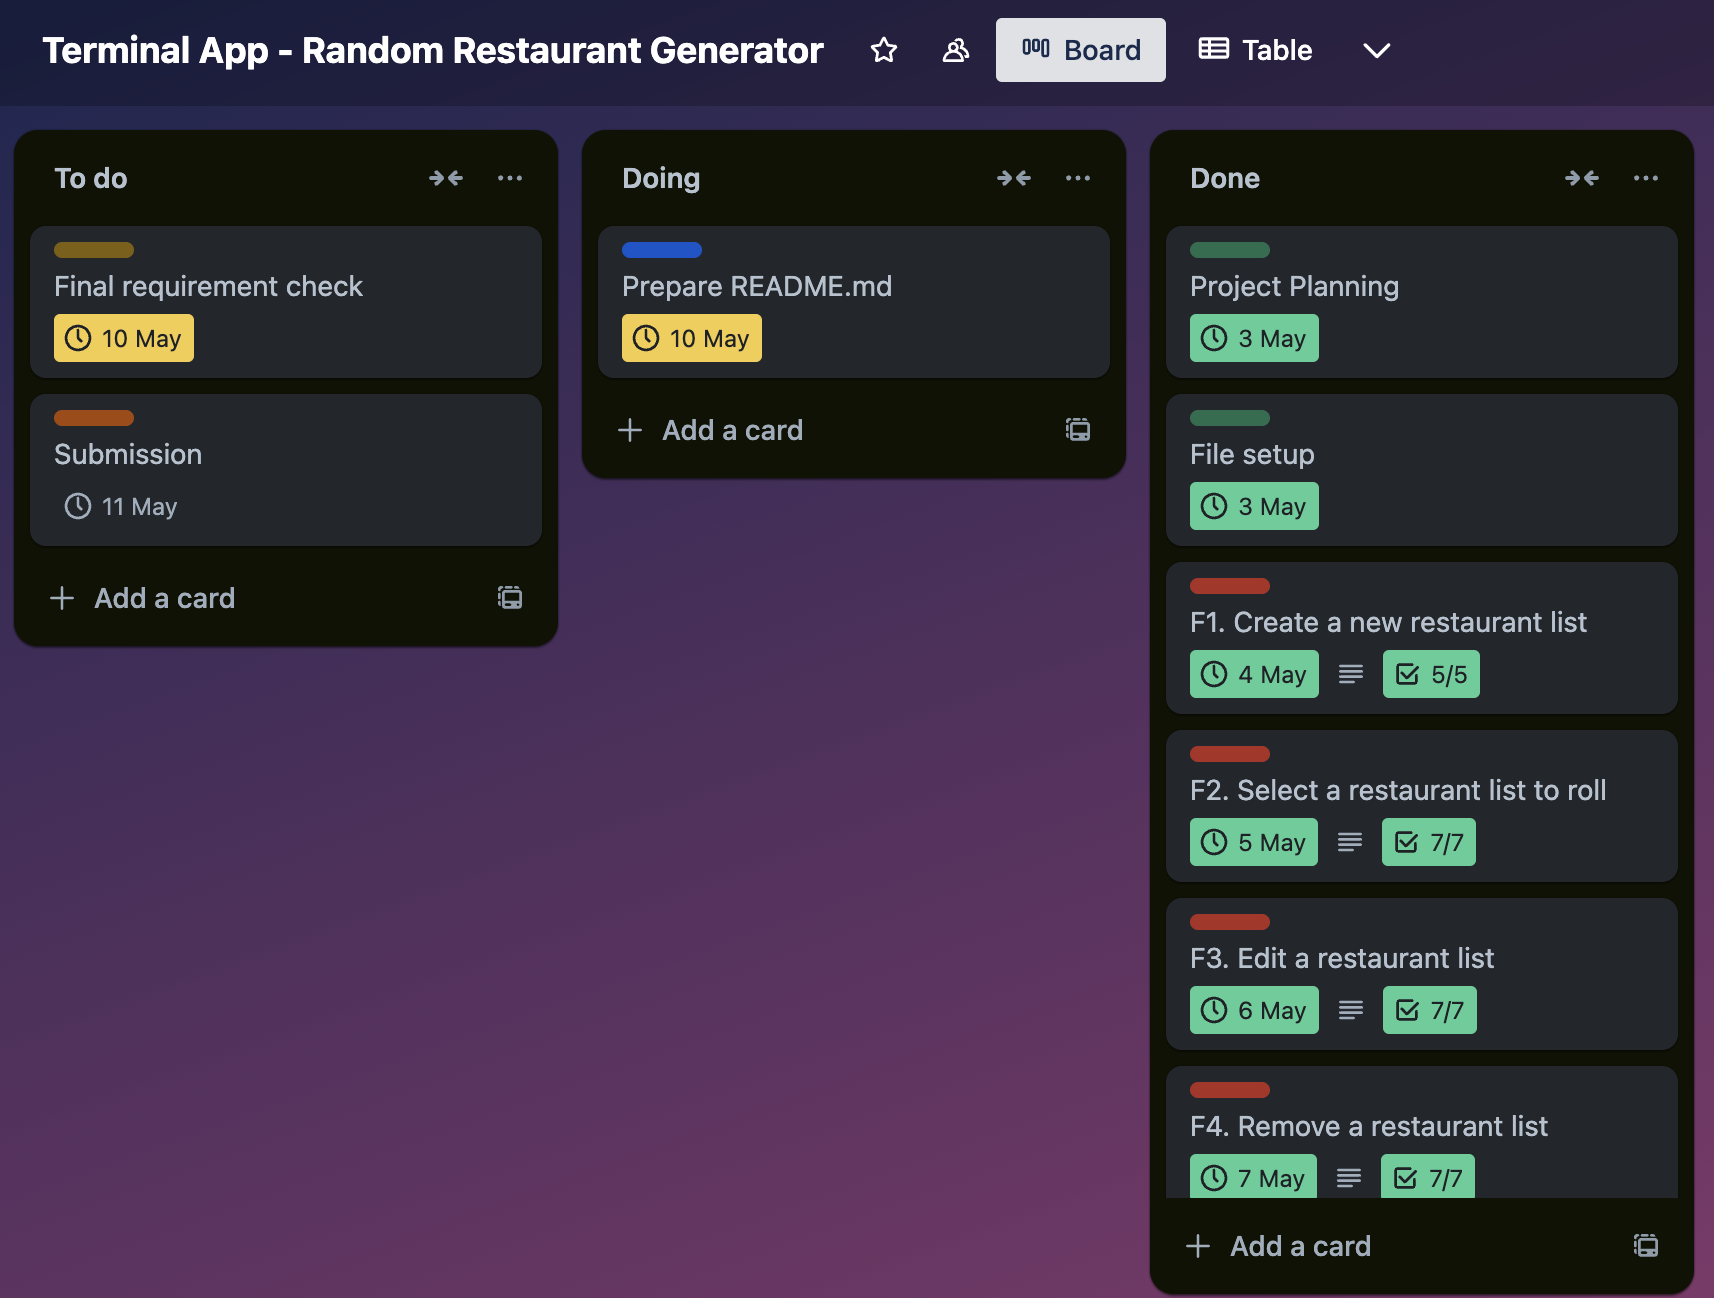 Terminal App - Random Restaurant Generator
Board
Table
To do
Final requirement check
10 May
Submission
11 May
Add a card
Doing
Prepare README.md
10 May
Add a card
Done
Project Planning
3 May
File setup
3 May
F1. Create a new restaurant list
4 May 5/5
F2. Select a restaurant list to roll
5 May 7/7
F3. Edit a restaurant list
6 May 7/7
F4. Remove a restaurant list
7 May 7/7
Add a card